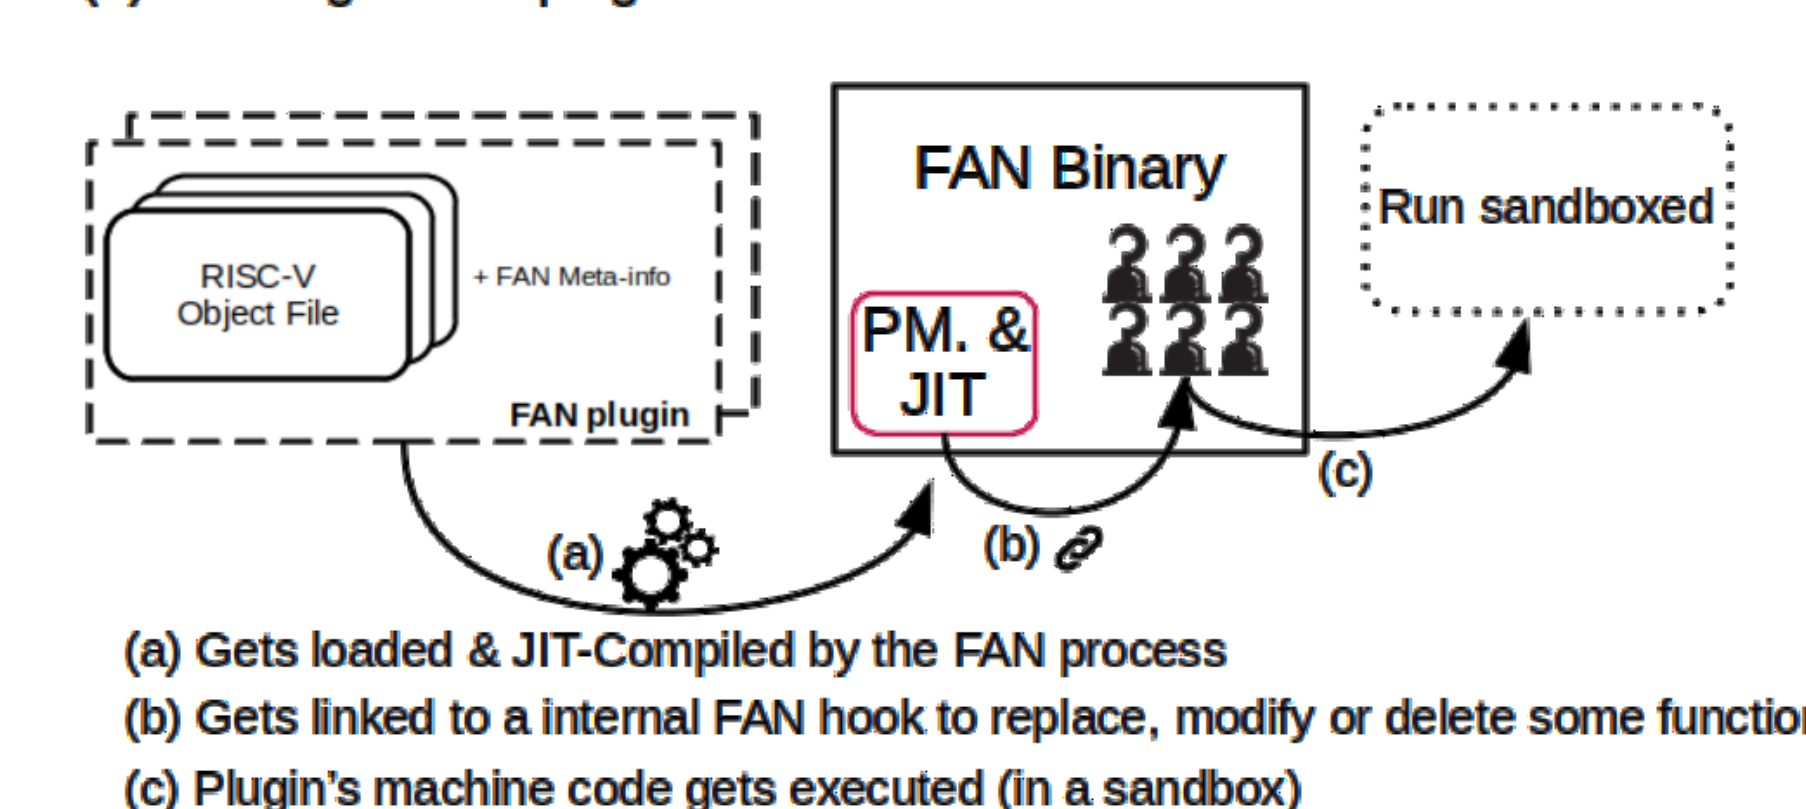 FAN Binary
Run sandboxed
RISC-V
Object File
+ FAN Meta-info
PM. &
JIT
FAN plugin
(c)
(a)
(b)
(a) Gets loaded & JIT-Compiled by the FAN process
(b) Gets linked to a internal FAN hook to replace, modify or delete some
(c) Plugin's machine code gets executed (in a sandbox)